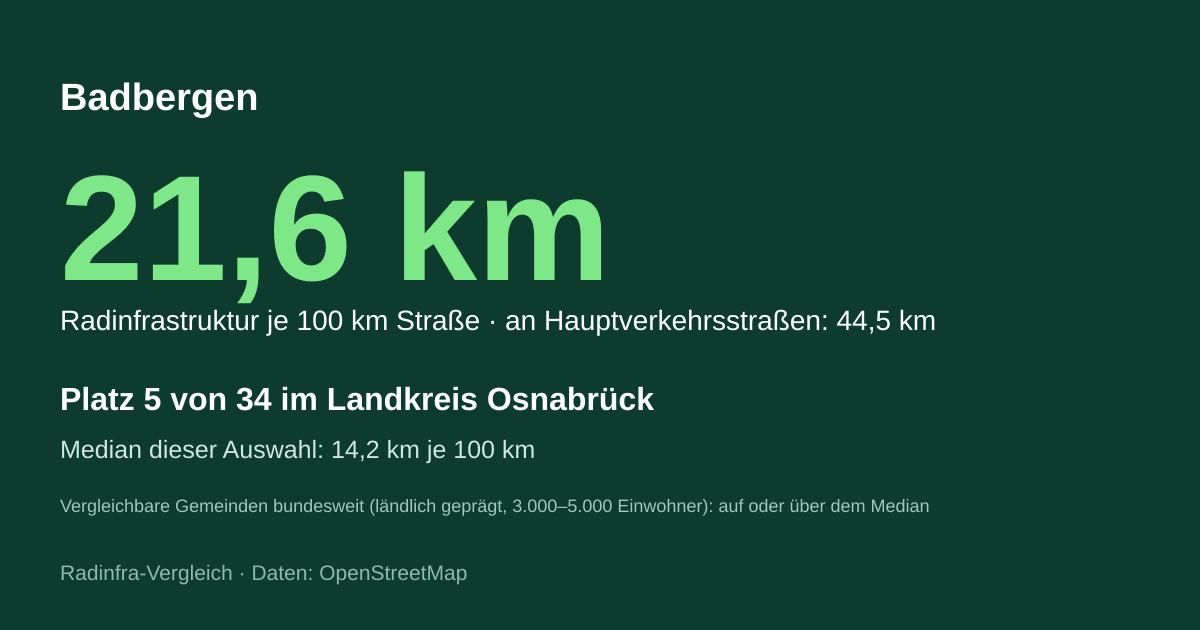 Badbergen
21,6 km
Radinfrastruktur je 100 km Straße · an Hauptverkehrsstraßen: 44,5 km
Platz 5 von 34 im Landkreis Osnabrück
Median dieser Auswahl: 14,2 km je 100 km
Vergleichbare Gemeinden bundesweit (ländlich geprägt, 3.000–5.000 Einwohner): auf oder über dem Median
Radinfra-Vergleich · Daten: OpenStreetMap